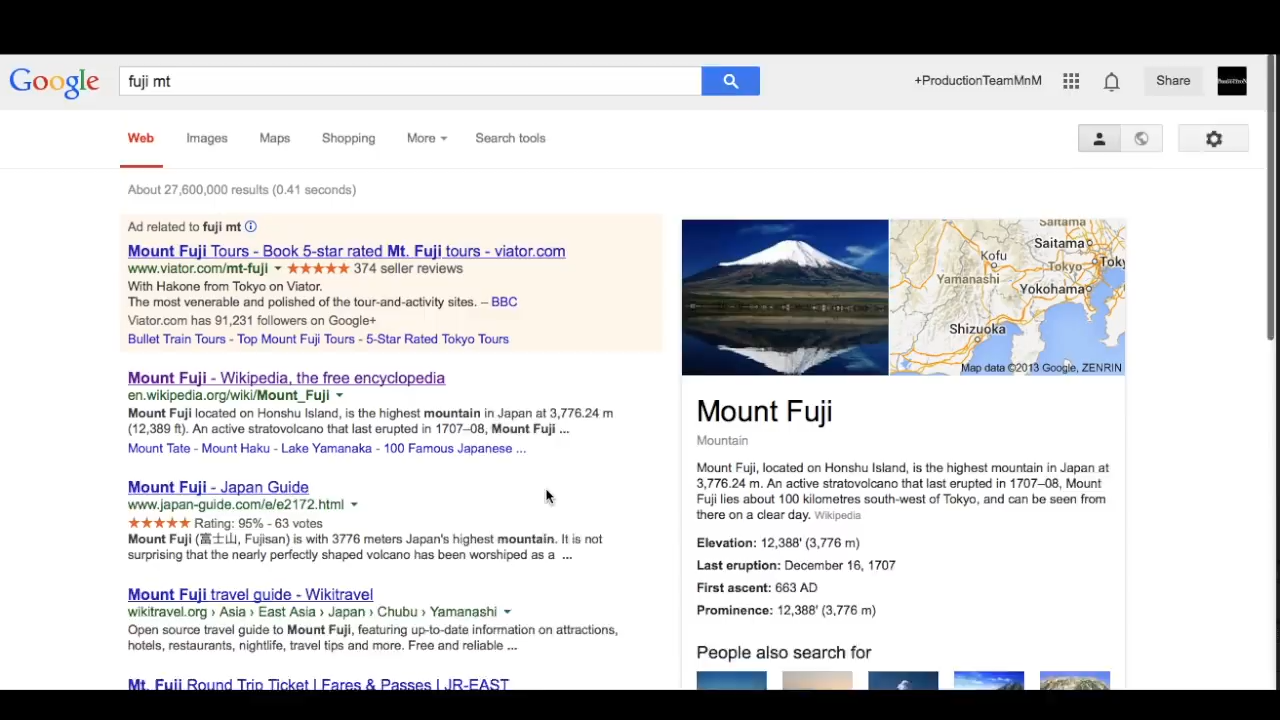 Google
fuji mt
+ProductionTeamMnM
Share
Web
Images
Maps
Shopping
More
Search tools
About 27,600,000 results (0.41 seconds)
Ad related to fuji mt
Mount Fuji Tours - Book 5-star rated Mt. Fuji tours - viator.com
www.viator.com/mt-fuji 374 seller reviews
With Hakone from Tokyo on Viator.
The most venerable and polished of the tour-and-activity sites. – BBC
Viator.com has 91,231 followers on Google+
Bullet Train Tours - Top Mount Fuji Tours - 5-Star Rated Tokyo Tours
Mount Fuji - Wikipedia, the free encyclopedia
en.wikipedia.org/wiki/Mount_Fuji
Mount Fuji located on Honshu Island, is the highest mountain in Japan at 3,776.24 m
(12,389 ft). An active stratovolcano that last erupted in 1707–08, Mount Fuji ...
Mount Tate - Mount Haku - Lake Yamanaka - 100 Famous Japanese ...
Mount Fuji - Japan Guide
www.japan-guide.com/e/e2172.html
Rating: 95% - 63 votes
Mount Fuji (富士山, Fujisan) is with 3776 meters Japan's highest mountain. It is not
surprising that the nearly perfectly shaped volcano has been worshiped as a ...
Mount Fuji travel guide - Wikitravel
wikitravel.org › Asia › East Asia › Japan › Chubu › Yamanashi
Open source travel guide to Mount Fuji, featuring up-to-date information on attractions,
hotels, restaurants, nightlife, travel tips and more. Free and reliable ...
Mt. Fuji Round Trip Ticket | Fares & Passes | JR-EAST
Saitama
Saitama
Kofu
Tokyo
Toky
Yamanashi
Yokohama
Shizuoka
Map data ©2013 Google, ZENRIN
Mount Fuji
Mountain
Mount Fuji, located on Honshu Island, is the highest mountain in Japan at
3,776.24 m. An active stratovolcano that last erupted in 1707–08, Mount
Fuji lies about 100 kilometres south-west of Tokyo, and can be seen from
there on a clear day. Wikipedia
Elevation: 12,388' (3,776 m)
Last eruption: December 16, 1707
First ascent: 663 AD
Prominence: 12,388' (3,776 m)
People also search for